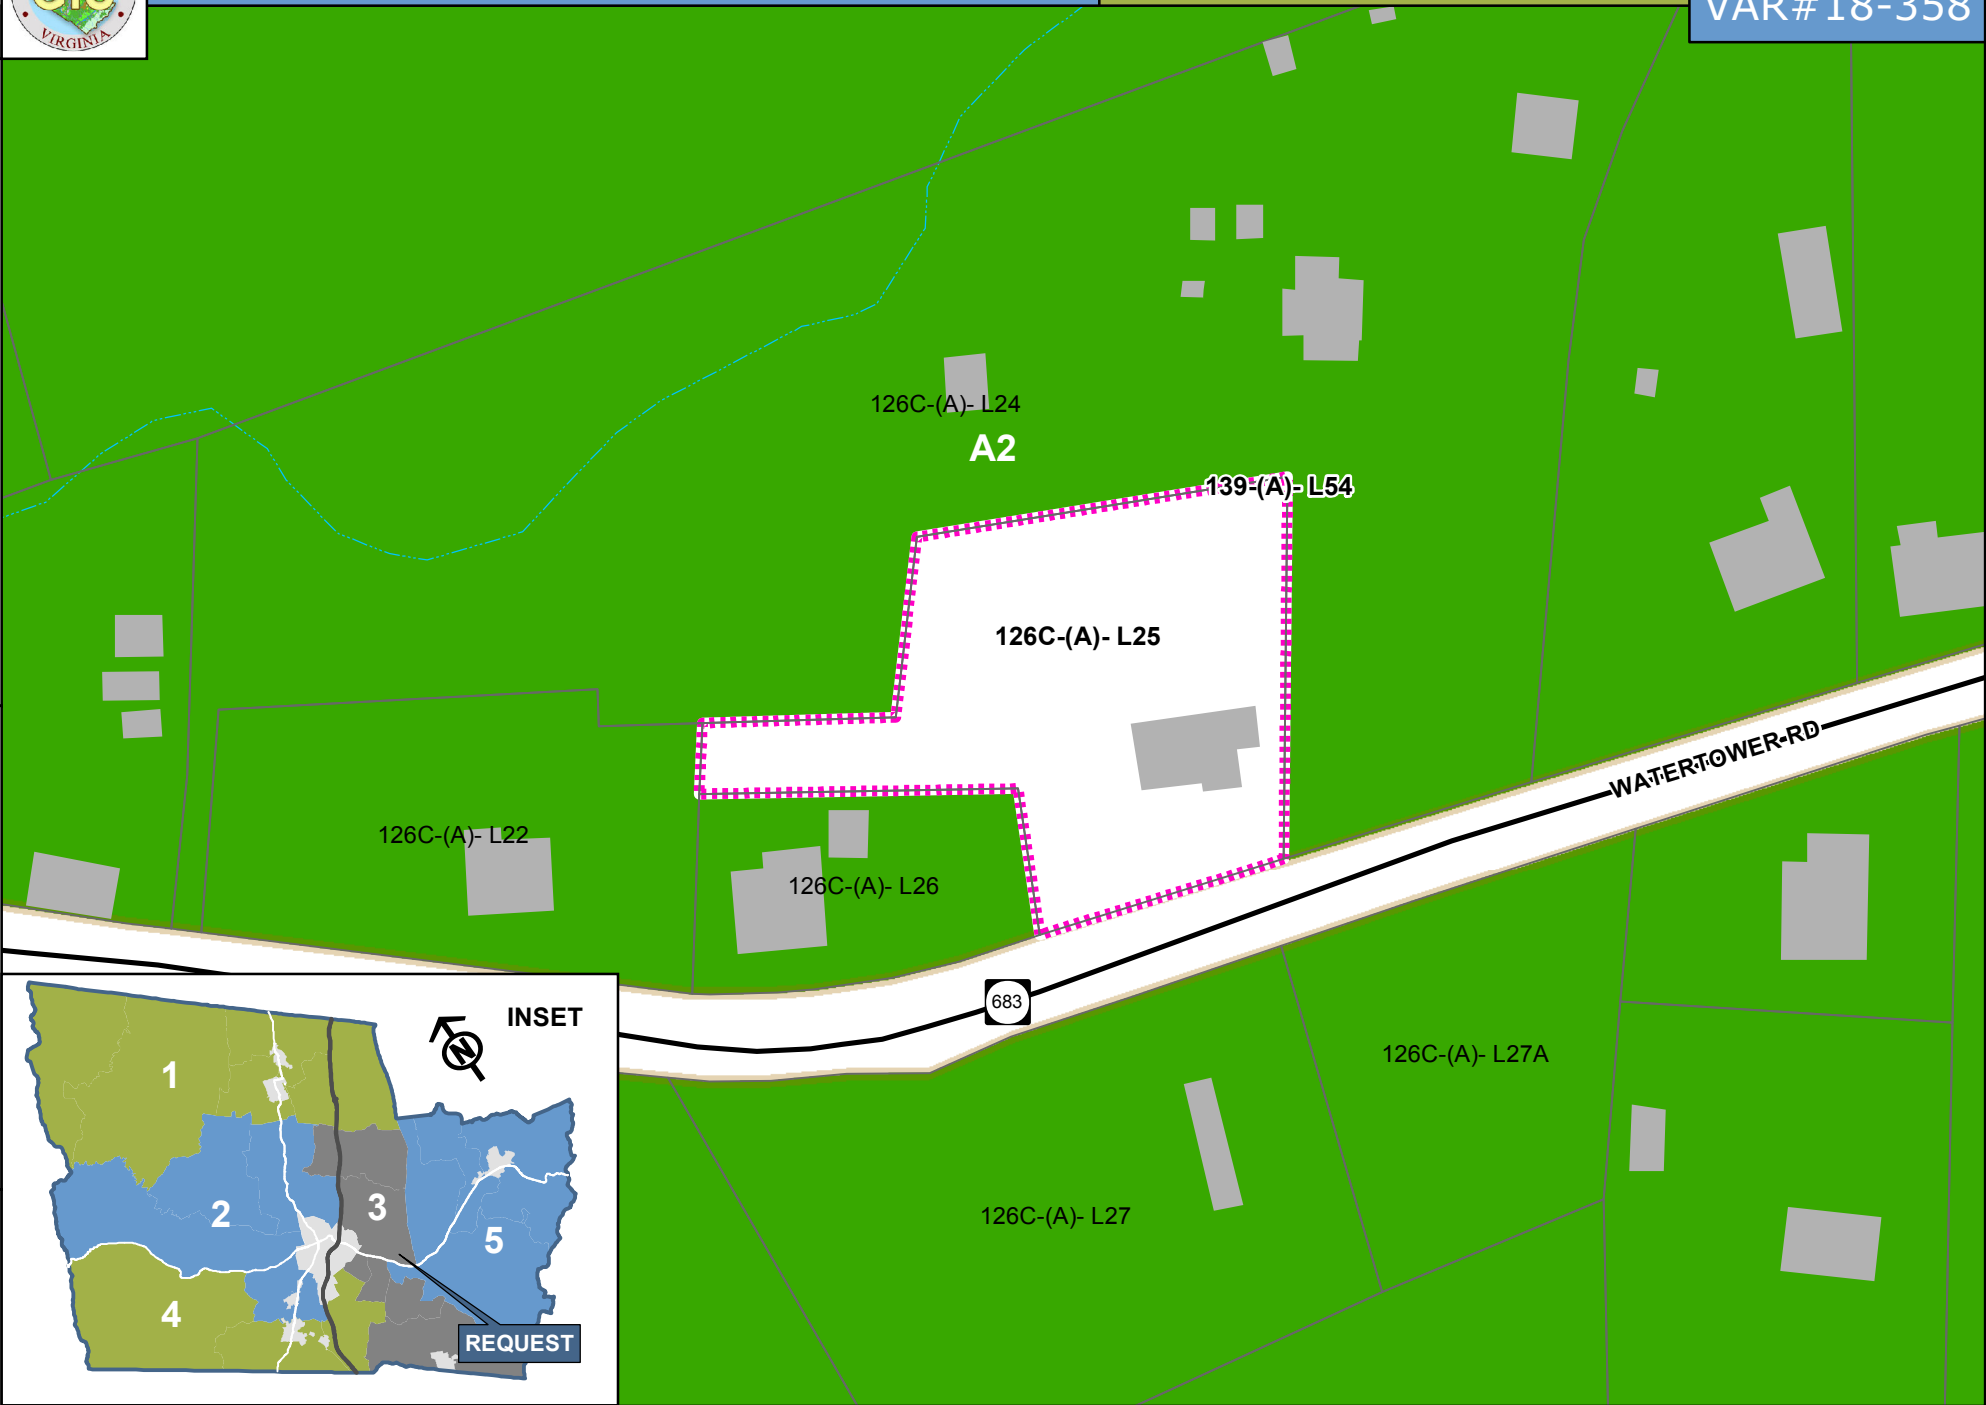 VIRGINIA
VAR#18-358
126C-(A)- L24
A2
139-(A)- L54
126C-(A)- L25
WATERTOWER RD
126C-(A)- L22
126C-(A)- L26
683
INSET
N
126C-(A)- L27A
126C-(A)- L27
1
2
3
5
4
REQUEST